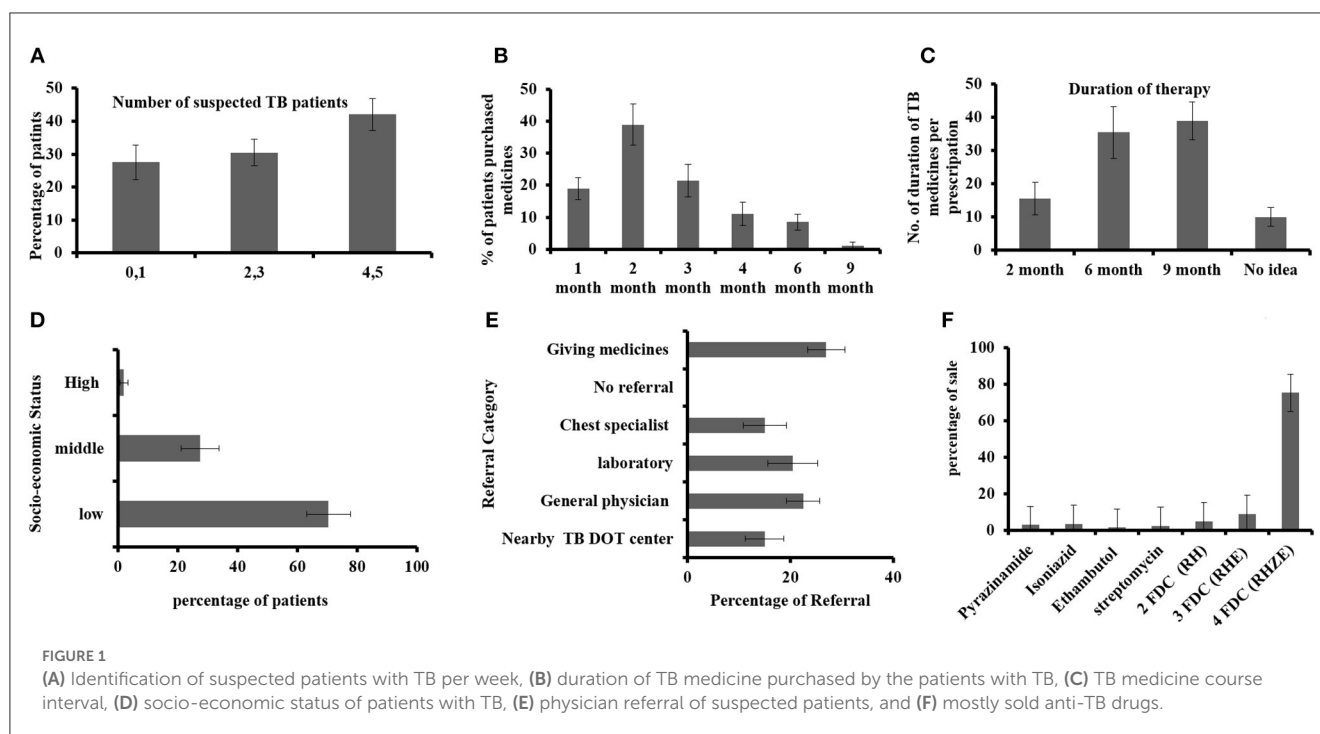 A
Number of suspected TB patients
Percentage of patints
50
40
30
20
10
0
0,1
2,3
4,5
B
% of patients purchased
medicines
50
40
30
20
10
0
1
month
2
month
3
month
4
month
6
month
9
month
C
Duration of therapy
No. of duration of TB
medicines per
prescripation
50
40
30
20
10
0
2 month
6 month
9 month
No idea
D
Socio-economic Status
High
middle
low
0
20
40
60
80
100
percentage of patients
E
Referral Category
Giving medicines
No referral
Chest specialist
laboratory
General physician
Nearby TB DOT center
0
20
40
Percentage of Referral
F
percentage of sale
100
80
60
40
20
0
Pyrazinamide
Isoniazid
Ethambutol
streptomycin
2 FDC (RH)
3 FDC (RHE)
4 FDC (RHZE)
FIGURE 1
(A) Identification of suspected patients with TB per week, (B) duration of TB medicine purchased by the patients with TB, (C) TB medicine course
interval, (D) socio-economic status of patients with TB, (E) physician referral of suspected patients, and (F) mostly sold anti-TB drugs.